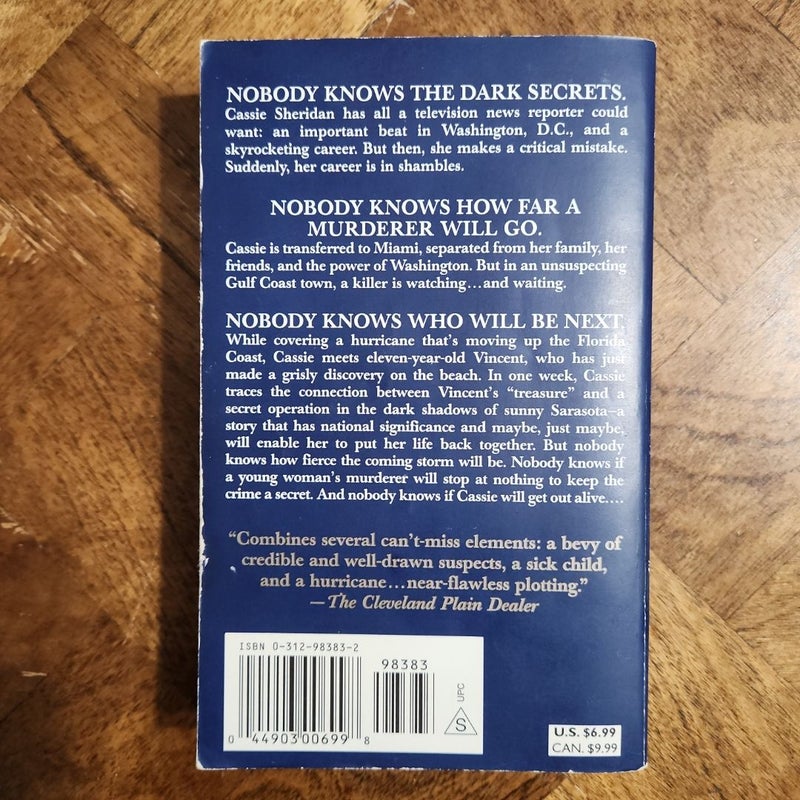 NOBODY KNOWS THE DARK SECRETS.
Cassie Sheridan has all a television news reporter could
want: an important beat in Washington, D.C., and a
skyrocketing career. But then, she makes a critical mistake.
Suddenly, her career is in shambles.
NOBODY KNOWS HOW FAR A
MURDERER WILL GO.
Cassie is transferred to Miami, separated from her family, her
friends, and the power of Washington. But in an unsuspecting
Gulf Coast town, a killer is watching…and waiting.
NOBODY KNOWS WHO WILL BE NEXT.
While covering a hurricane that's moving up the Florida
Coast, Cassie meets eleven-year-old Vincent, who has just
made a grisly discovery on the beach. In one week, Cassie
traces the connection between Vincent's “treasure” and a
secret operation in the dark shadows of sunny Sarasota—a
story that has national significance and maybe, just maybe,
will enable her to put her life back together. But nobody
knows how fierce the coming storm will be. Nobody knows if
a young woman's murderer will stop at nothing to keep the
crime a secret. And nobody knows if Cassie will get out alive….
“Combines several can't-miss elements: a bevy of
credible and well-drawn suspects, a sick child,
and a hurricane…near-flawless plotting.”
—The Cleveland Plain Dealer
ISBN 0-312-98383-2
98383
UPC
S
0 44903 00699 8
U.S. $6.99
CAN. $9.99